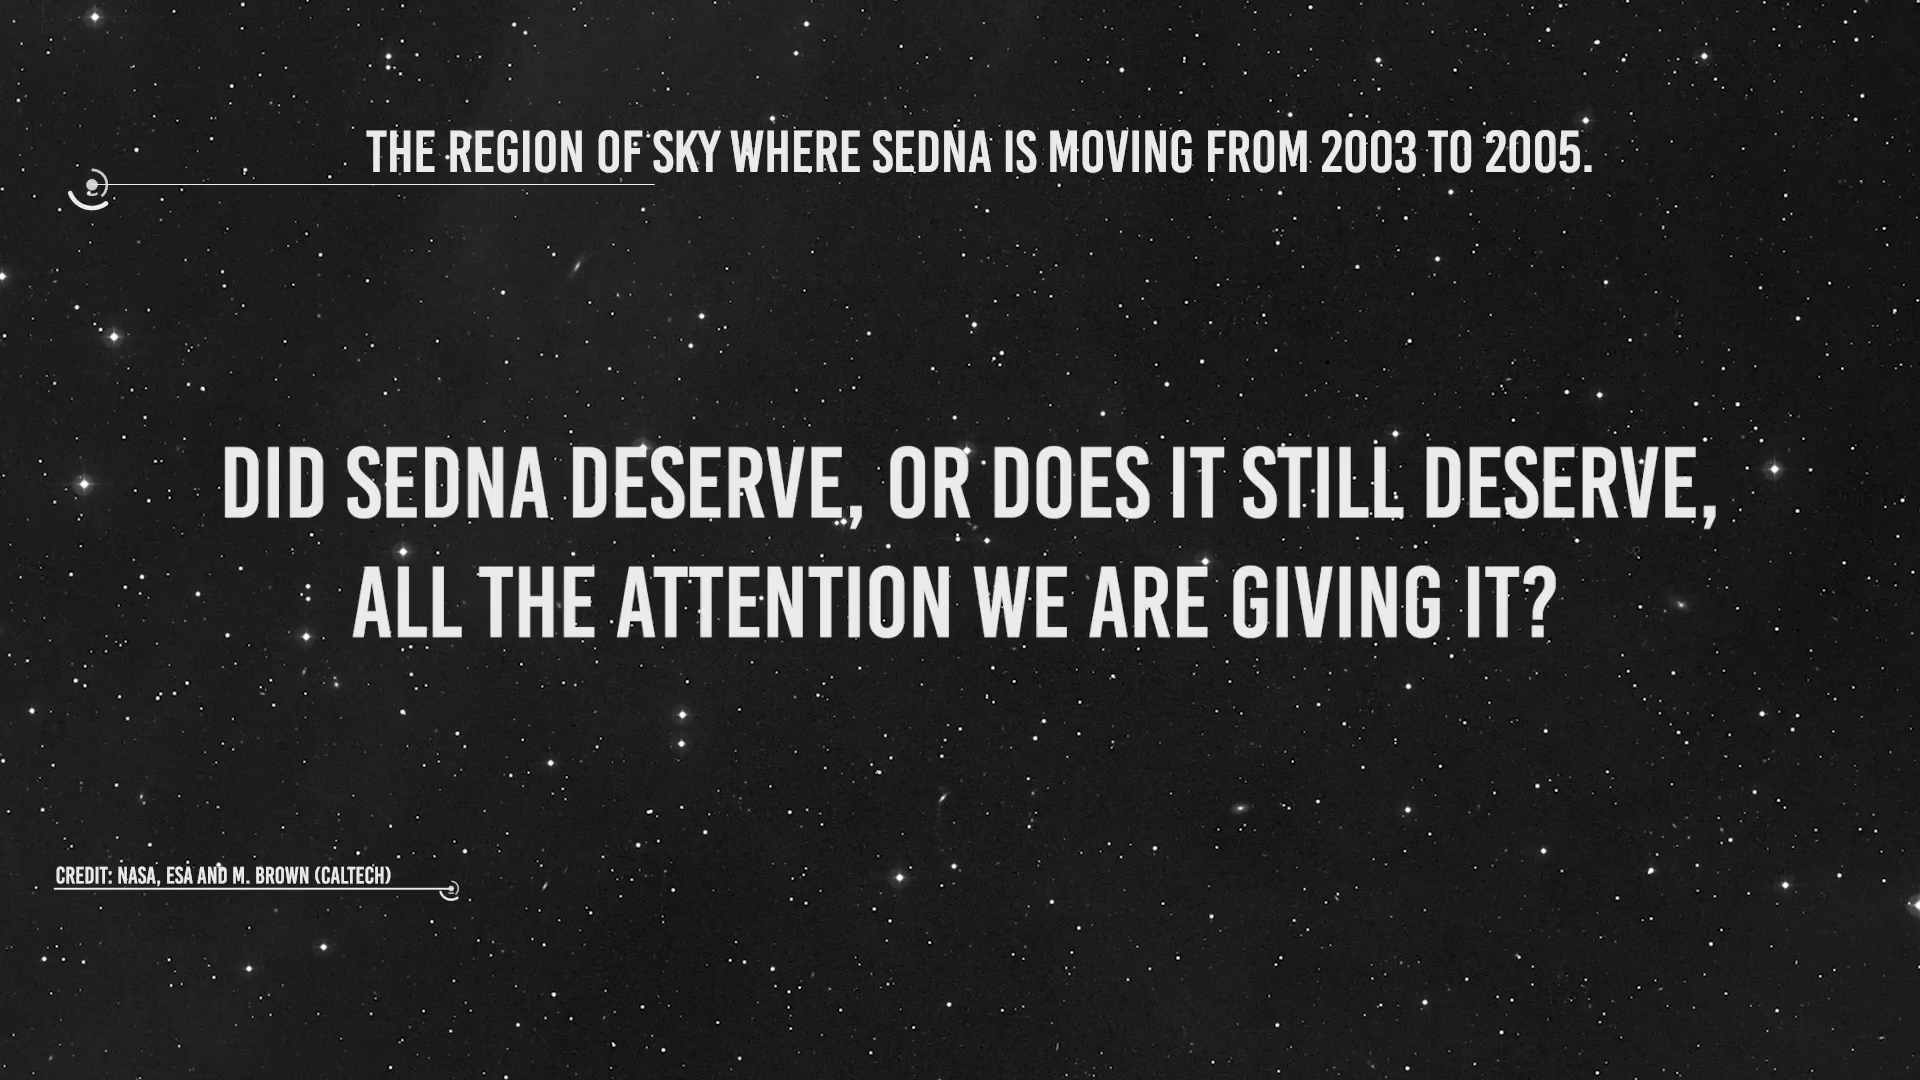 THE REGION OF SKY WHERE SEDNA IS MOVING FROM 2003 TO 2005.
DID SEDNA DESERVE, OR DOES IT STILL DESERVE,
ALL THE ATTENTION WE ARE GIVING IT?
CREDIT: NASA, ESA AND M. BROWN (CALTECH)